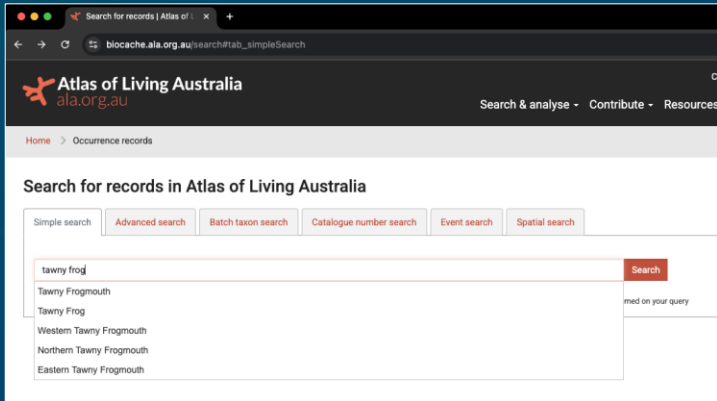 Search for records | Atlas of L
biocache.ala.org.au/search#tab_simpleSearch
Atlas of Living Australia
ala.org.au
Search & analyse Contribute Resources
Home > Occurrence records
Search for records in Atlas of Living Australia
Simple search Advanced search Batch taxon search Catalogue number search Event search Spatial search
tawny frog Search
Tawny Frogmouth
Tawny Frog
med on your query
Western Tawny Frogmouth
Northern Tawny Frogmouth
Eastern Tawny Frogmouth